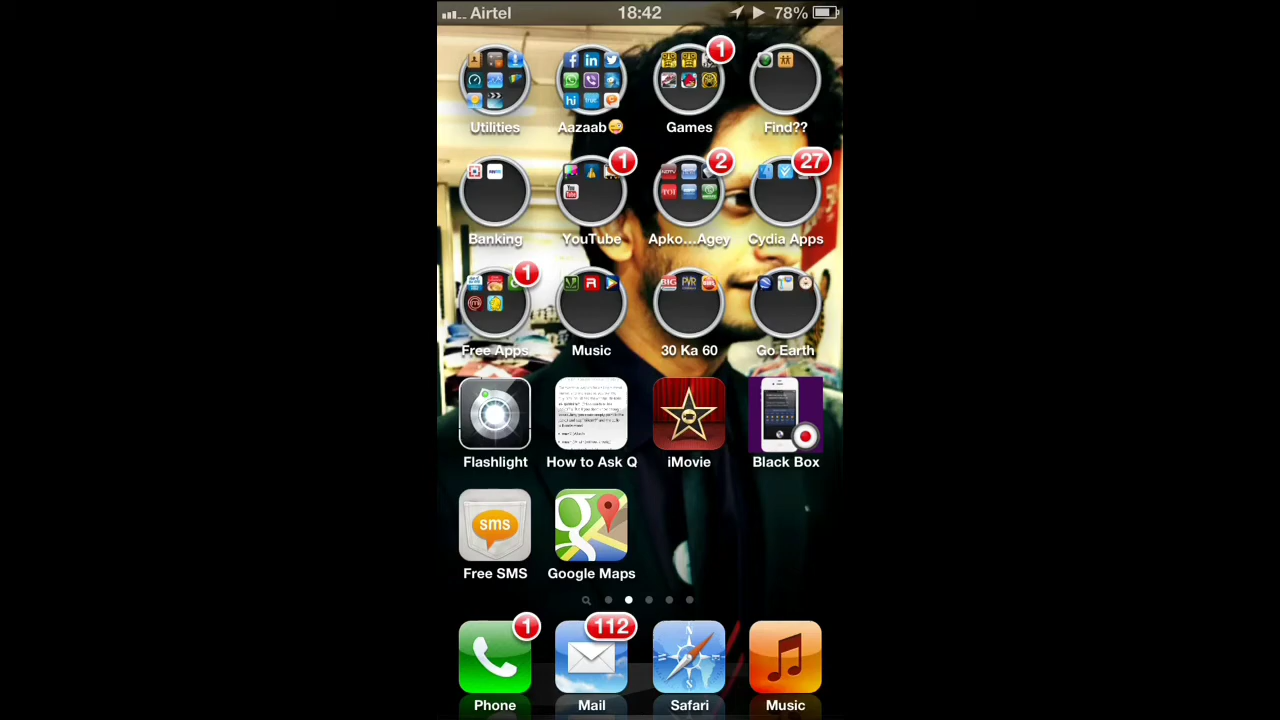 Airtel 18:42 78%
1
Utilities Aazaab😜 Games Find??
1 2 27
Banking YouTube Apko...Agey Cydia Apps
1
Free Apps Music 30 Ka 60 Go Earth
Flashlight How to Ask Q iMovie Black Box
sms
Free SMS Google Maps
1 112
Phone Mail Safari Music